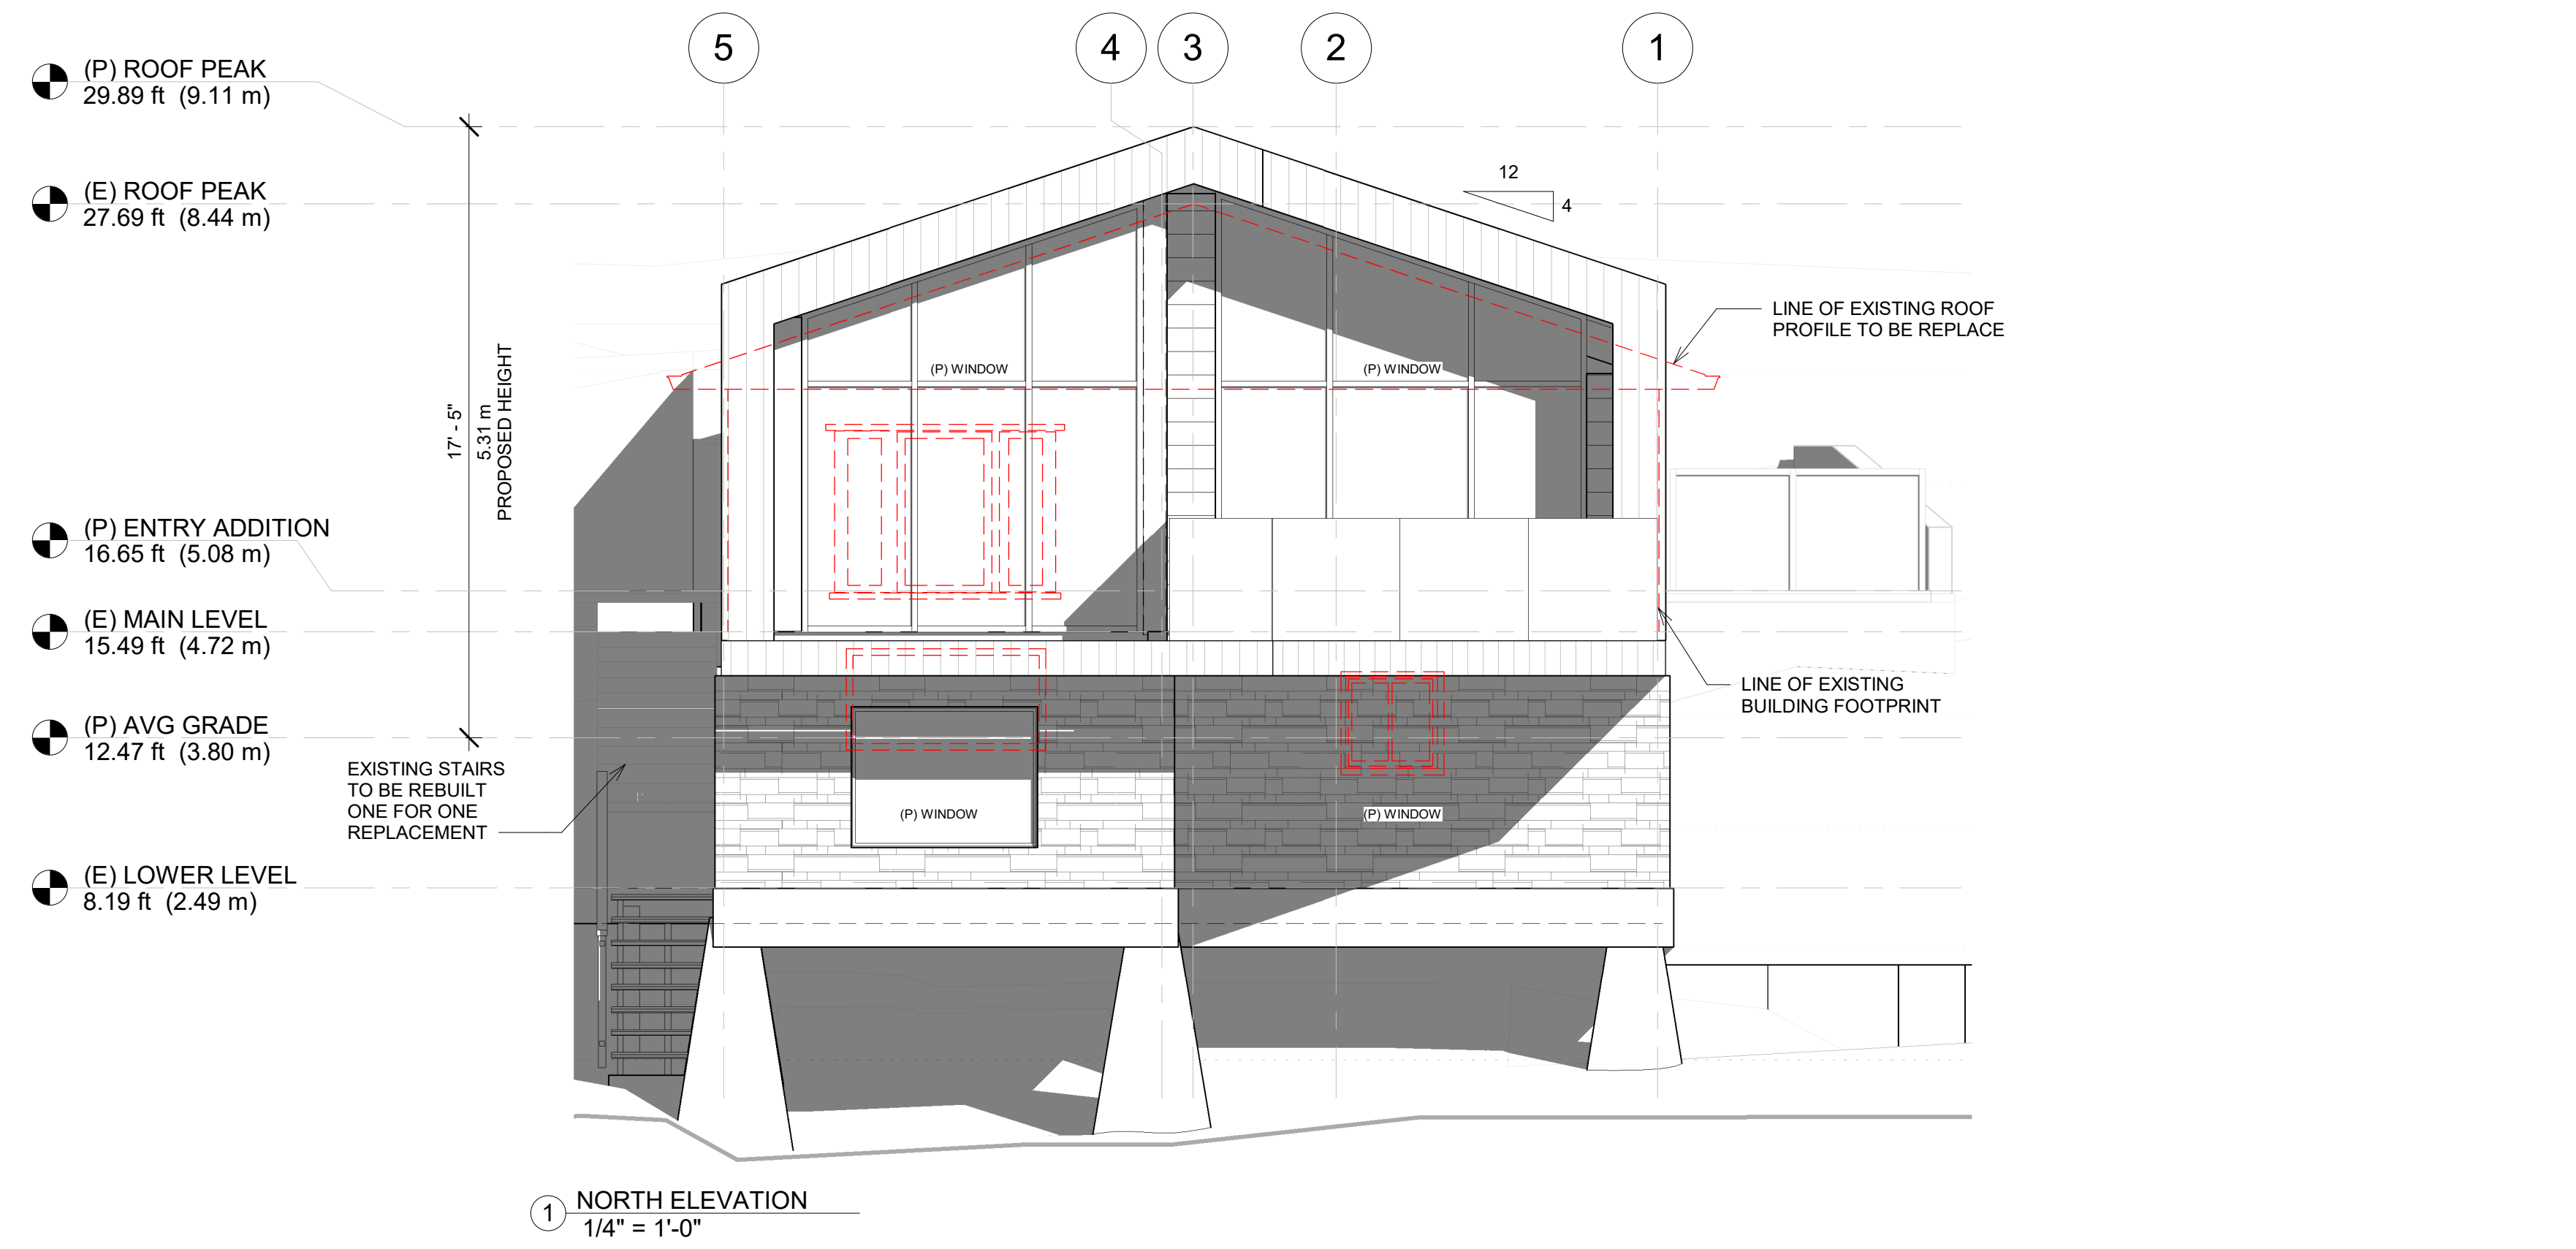 5
4
3
2
1
(P) ROOF PEAK
29.89 ft (9.11 m)
(E) ROOF PEAK
27.69 ft (8.44 m)
12
4
LINE OF EXISTING ROOF
PROFILE TO BE REPLACE
(P) WINDOW
(P) WINDOW
17' - 5"
5.31 m
PROPOSED HEIGHT
(P) ENTRY ADDITION
16.65 ft (5.08 m)
(E) MAIN LEVEL
15.49 ft (4.72 m)
LINE OF EXISTING
BUILDING FOOTPRINT
(P) AVG GRADE
12.47 ft (3.80 m)
EXISTING STAIRS
TO BE REBUILT
ONE FOR ONE
REPLACEMENT
(P) WINDOW
(P) WINDOW
(E) LOWER LEVEL
8.19 ft (2.49 m)
1
NORTH ELEVATION
1/4" = 1'-0"